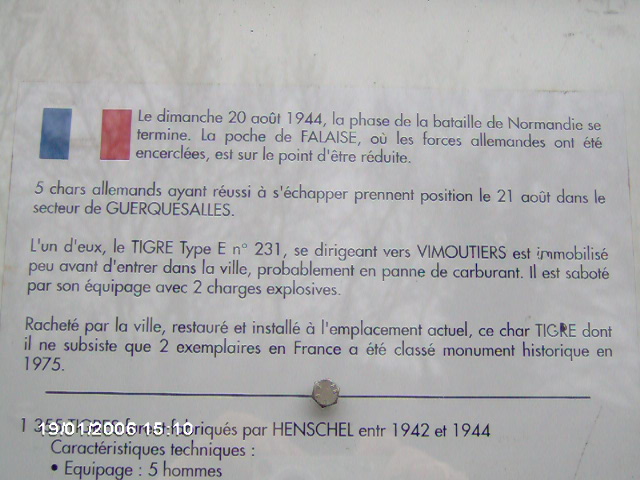 Le dimanche 20 août 1944, la phase de la bataille de Normandie se
termine. La poche de FALAISE, où les forces allemandes ont été
encerclées, est sur le point d'être réduite.
5 chars allemands ayant réussi à s'échapper prennent position le 21 août dans le
secteur de GUERQUESALLES.
L'un d'eux, le TIGRE Type E n° 231, se dirigeant vers VIMOUTIERS est immobilisé
peu avant d'entrer dans la ville, probablement en panne de carburant. Il est saboté
par son équipage avec 2 charges explosives.
Racheté par la ville, restauré et installé à l'emplacement actuel, ce char TIGRE dont
il ne subsiste que 2 exemplaires en France a été classé monument historique en
1975.
1 355 TIGRES furent fabriqués par HENSCHEL entr 1942 et 1944
19/01/2006 15:10
Caractéristiques techniques :
• Equipage : 5 hommes